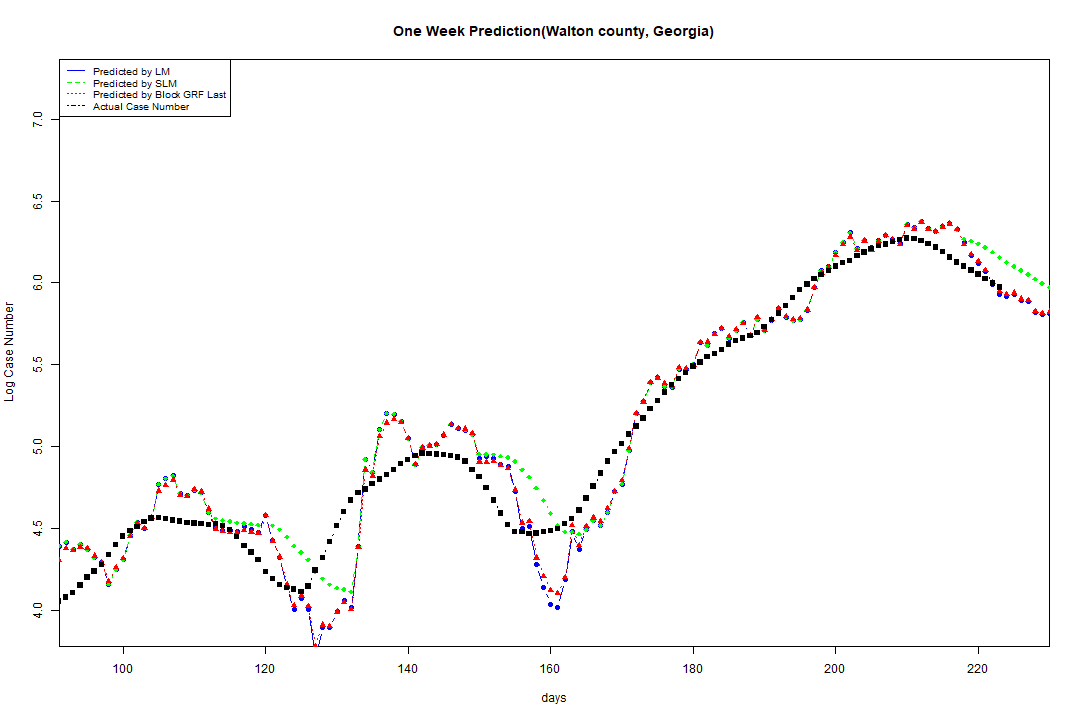 One Week Prediction(Walton county, Georgia)
Predicted by LM
Predicted by SLM
Predicted by Block GRF Last
Actual Case Number
7.0
6.5
6.0
5.5
5.0
4.5
4.0
Log Case Number
100 120 140 160 180 200 220
days